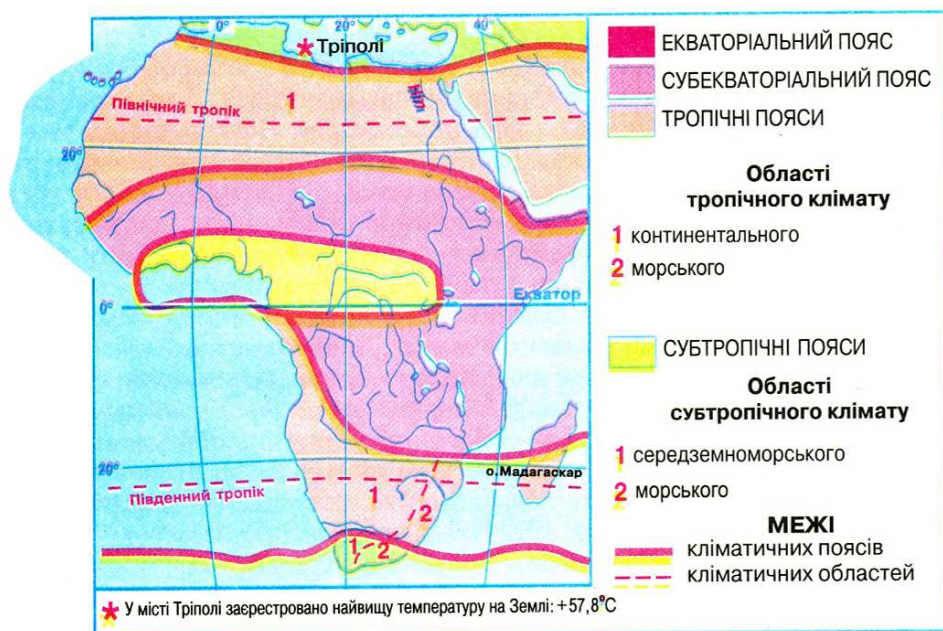 20° 0° 20° 40°
Тріполі
Ніл
1
Північний тропік
20°
Екватор
0°
20°
о.Мадагаскар
Південний тропік
1
2
1 2
* У місті Тріполі заєрестровано найвищу температуру на Землі: +57,8°С
ЕКВАТОРІАЛЬНИЙ ПОЯС
СУБЕКВАТОРІАЛЬНИЙ ПОЯС
ТРОПІЧНІ ПОЯСИ
Області
тропічного клімату
1 континентального
2 морського
СУБТРОПІЧНІ ПОЯСИ
Області
субтропічного клімату
1 середземноморського
2 морського
МЕЖІ
кліматичних поясів
кліматичних областей